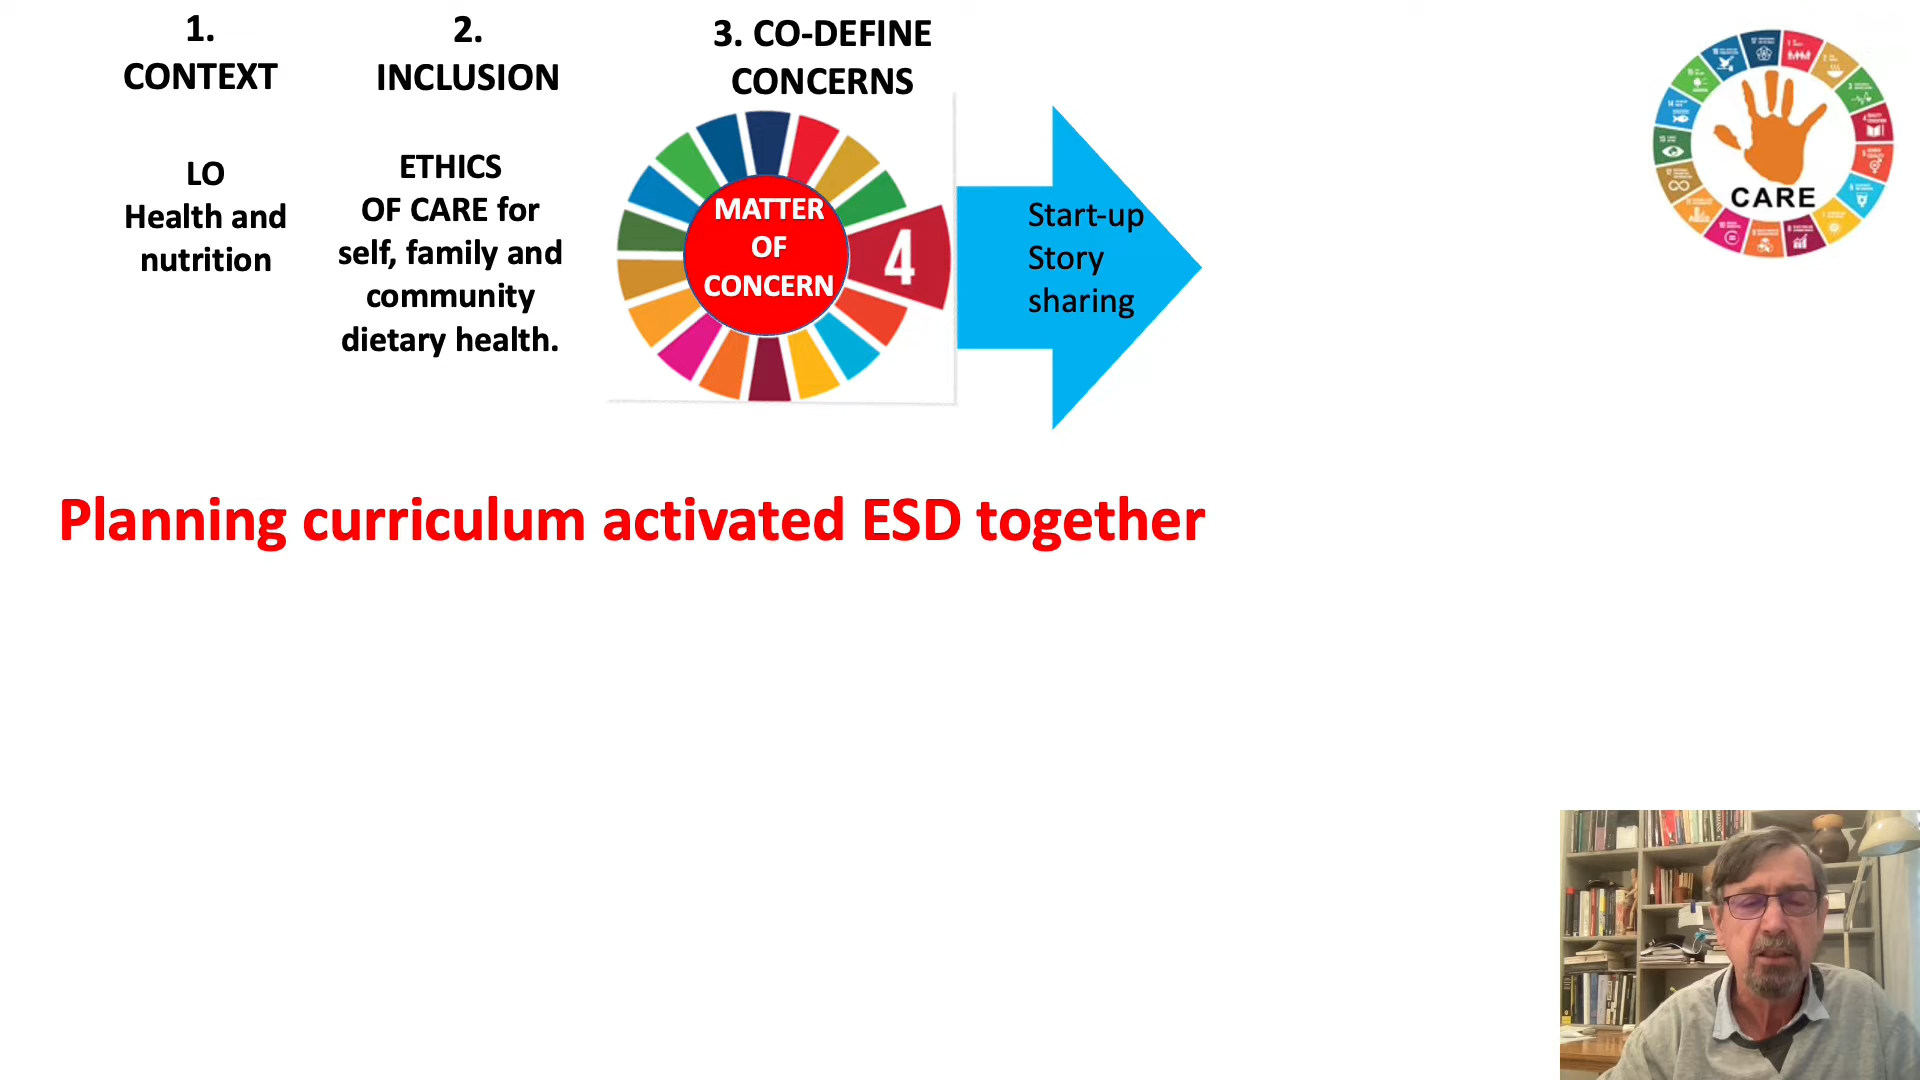 1.
CONTEXT
LO
Health and
nutrition
2.
INCLUSION
ETHICS
OF CARE for
self, family and
community
dietary health.
3. CO-DEFINE
CONCERNS
MATTER
OF
CONCERN
4
Start-up
Story
sharing
CARE
Planning curriculum activated ESD together